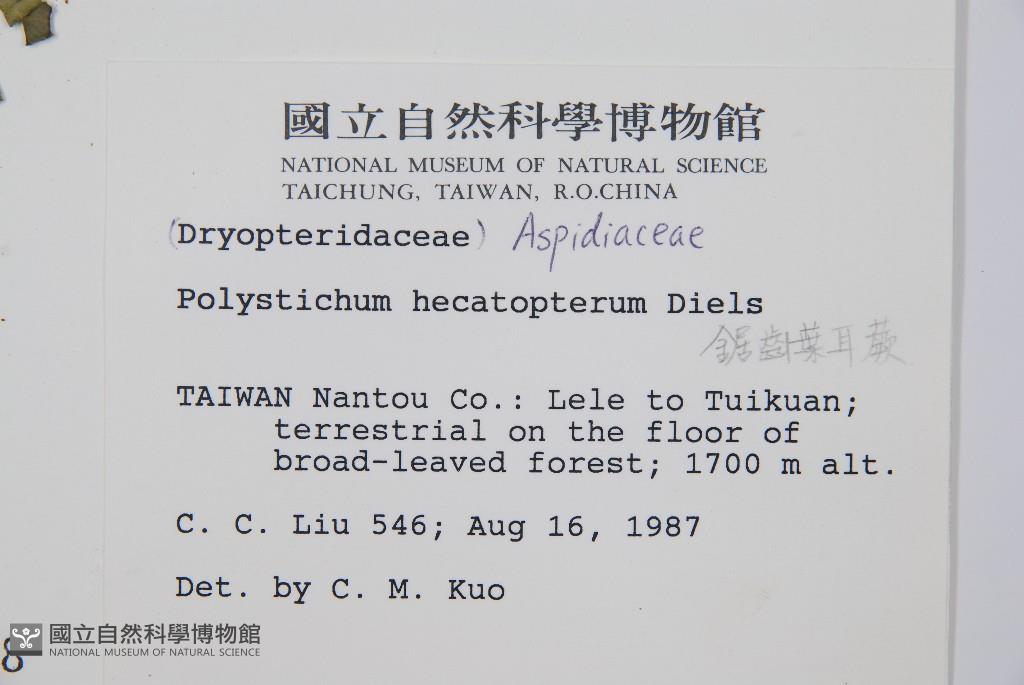 國立自然科學博物館
NATIONAL MUSEUM OF NATURAL SCIENCE
TAICHUNG, TAIWAN, R.O.CHINA
(Dryopteridaceae) Aspidiaceae
Polystichum hecatopterum Diels
鋸齒葉耳蕨
TAIWAN Nantou Co.: Lele to Tuikuan;
terrestrial on the floor of
broad-leaved forest; 1700 m alt.
C. C. Liu 546; Aug 16, 1987
Det. by C. M. Kuo
8
國立自然科學博物館
NATIONAL MUSEUM OF NATURAL SCIENCE